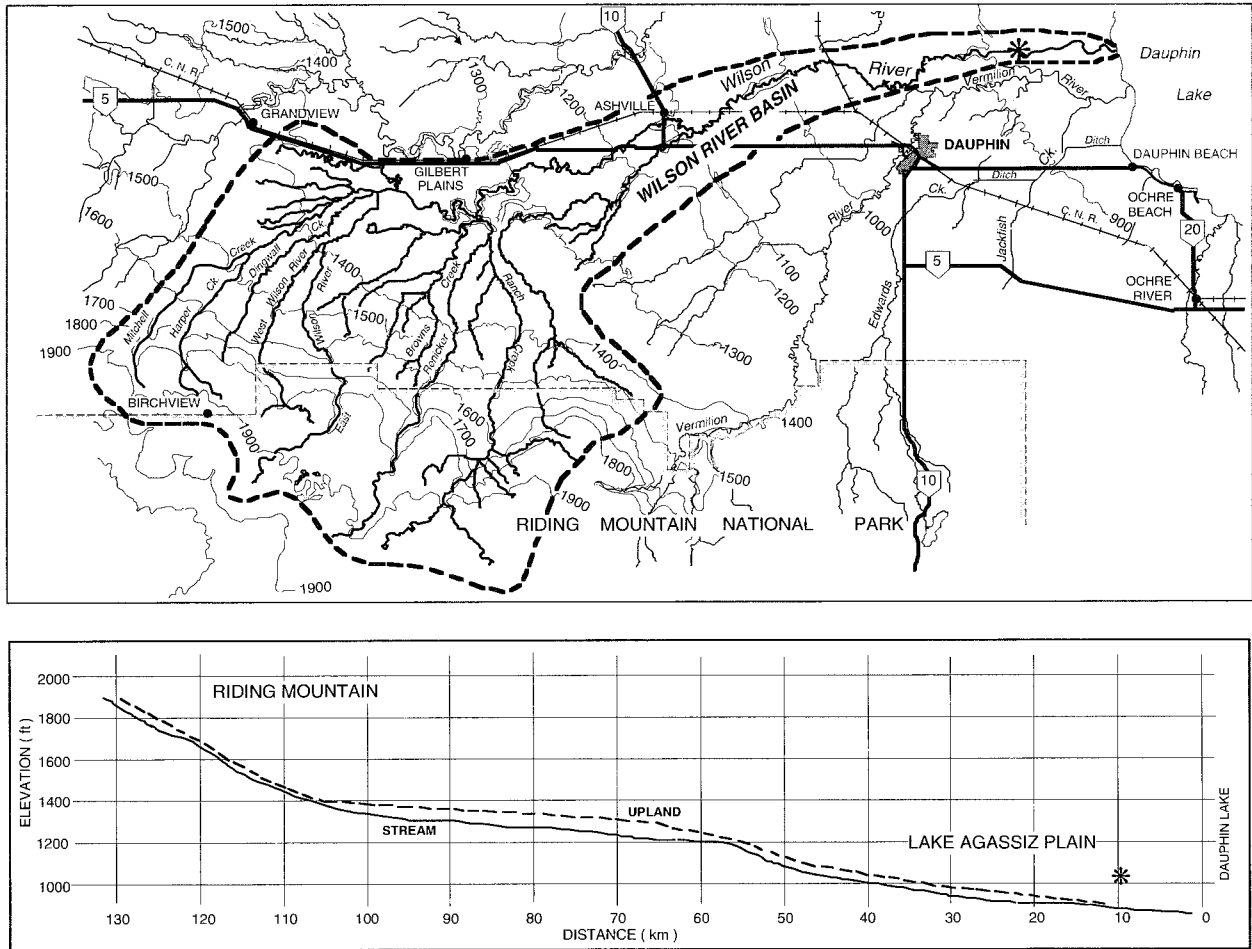 1500
1400
C. N. R.
1300
1200
10
Wilson
River
Dauphin
Lake
5
GRANDVIEW
ASHVILLE
Vermilion
River
WILSON RIVER BASIN
GILBERT
PLAINS
DAUPHIN
Ck.
Ditch
DAUPHIN BEACH
1500
1600
Creek
Ck
Dingwall
Ck
River
Ck.
Ditch
C. N. R.
900
OCHRE
BEACH
20
River
1000
1100
1200
5
Jackfish
OCHRE
RIVER
1700
1800
1900
Mitchell
Harper
West Wilson
River
Wilson
East
1400
1500
Browns
Renicker
Creek
Ranch
Creek
1400
1300
Edwards
BIRCHVIEW
1900
1600
1700
Vermilion
1400
1800
1500
1900
10
RIDING MOUNTAIN NATIONAL PARK
1900
2000
1800
1600
1400
1200
1000
ELEVATION ( ft )
RIDING MOUNTAIN
STREAM
UPLAND
LAKE AGASSIZ PLAIN
DAUPHIN LAKE
130 120 110 100 90 80 70 60 50 40 30 20 10 0
DISTANCE ( km )